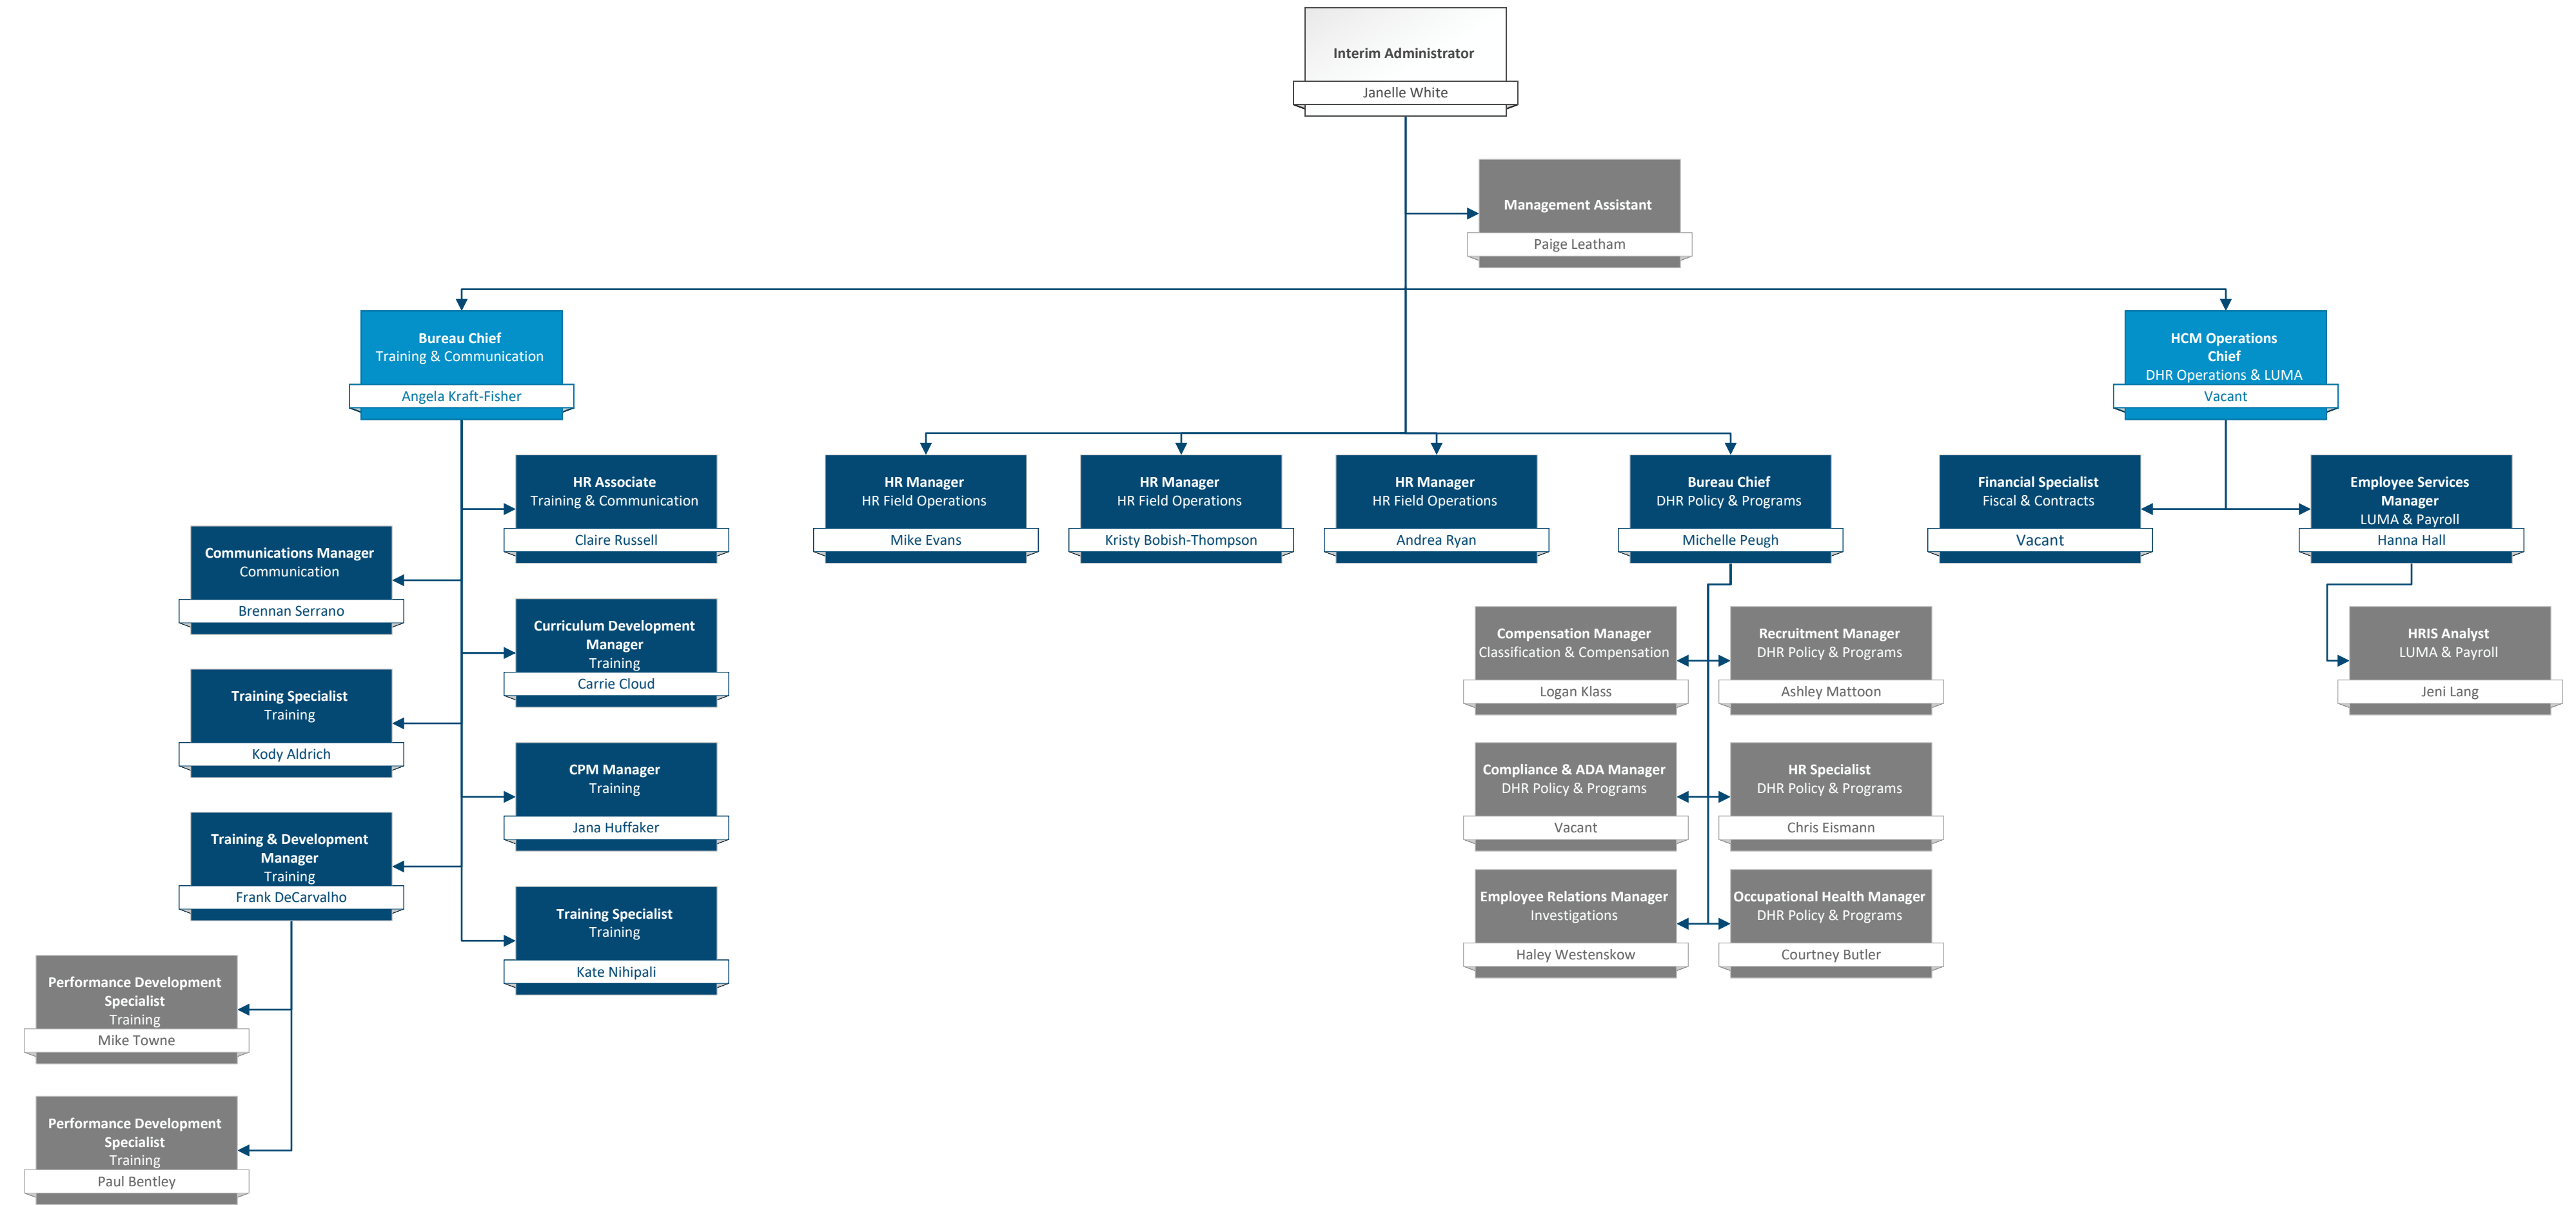 Interim Administrator
Janelle White
Management Assistant
Paige Leatham
Bureau Chief
Training & Communication
Angela Kraft-Fisher
HCM Operations
Chief
DHR Operations & LUMA
Vacant
HR Associate
Training & Communication
Claire Russell
Communications Manager
Communication
Brennan Serrano
Curriculum Development
Manager
Training
Carrie Cloud
Training Specialist
Training
Kody Aldrich
CPM Manager
Training
Jana Huffaker
Training & Development
Manager
Training
Frank DeCarvalho
Training Specialist
Training
Kate Nihipali
Performance Development
Specialist
Training
Mike Towne
Performance Development
Specialist
Training
Paul Bentley
HR Manager
HR Field Operations
Mike Evans
HR Manager
HR Field Operations
Kristy Bobish-Thompson
HR Manager
HR Field Operations
Andrea Ryan
Bureau Chief
DHR Policy & Programs
Michelle Peugh
Compensation Manager
Classification & Compensation
Logan Klass
Recruitment Manager
DHR Policy & Programs
Ashley Mattoon
Compliance & ADA Manager
DHR Policy & Programs
Vacant
HR Specialist
DHR Policy & Programs
Chris Eismann
Employee Relations Manager
Investigations
Haley Westenskow
Occupational Health Manager
DHR Policy & Programs
Courtney Butler
Financial Specialist
Fiscal & Contracts
Vacant
Employee Services
Manager
LUMA & Payroll
Hanna Hall
HRIS Analyst
LUMA & Payroll
Jeni Lang